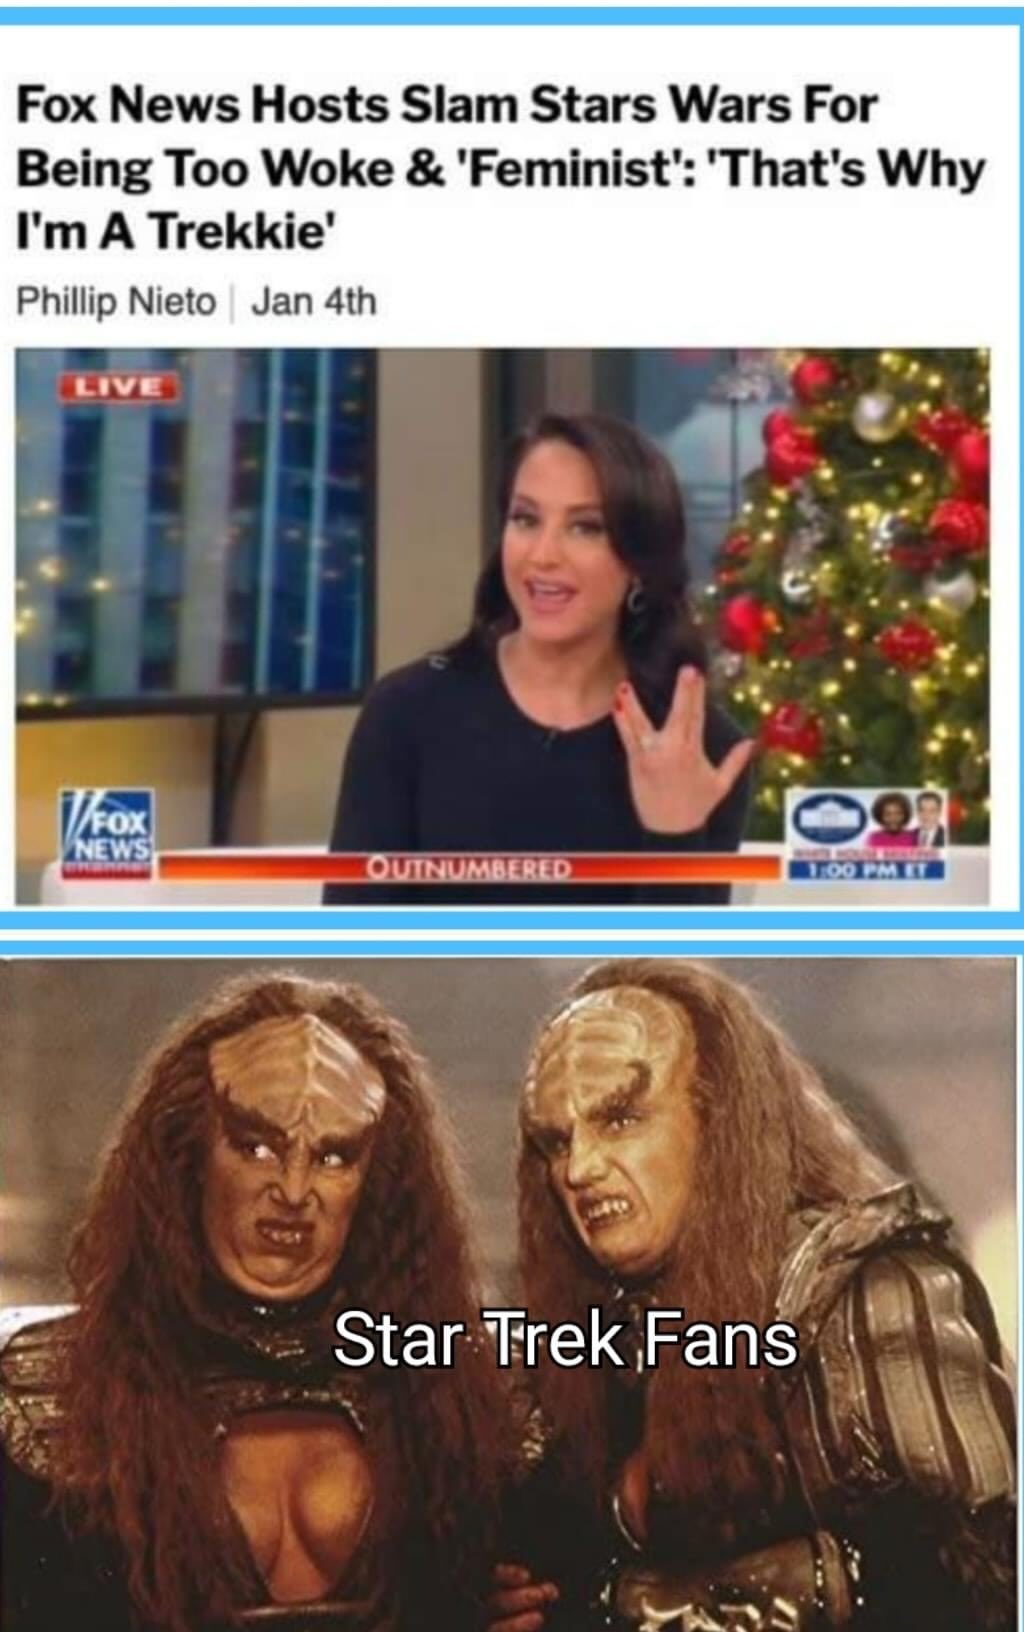 Fox News Hosts Slam Stars Wars For
Being Too Woke & 'Feminist': 'That's Why
I'm A Trekkie'
Phillip Nieto | Jan 4th
LIVE
FOX
NEWS
OUTNUMBERED
1:00 PM ET
Star Trek Fans